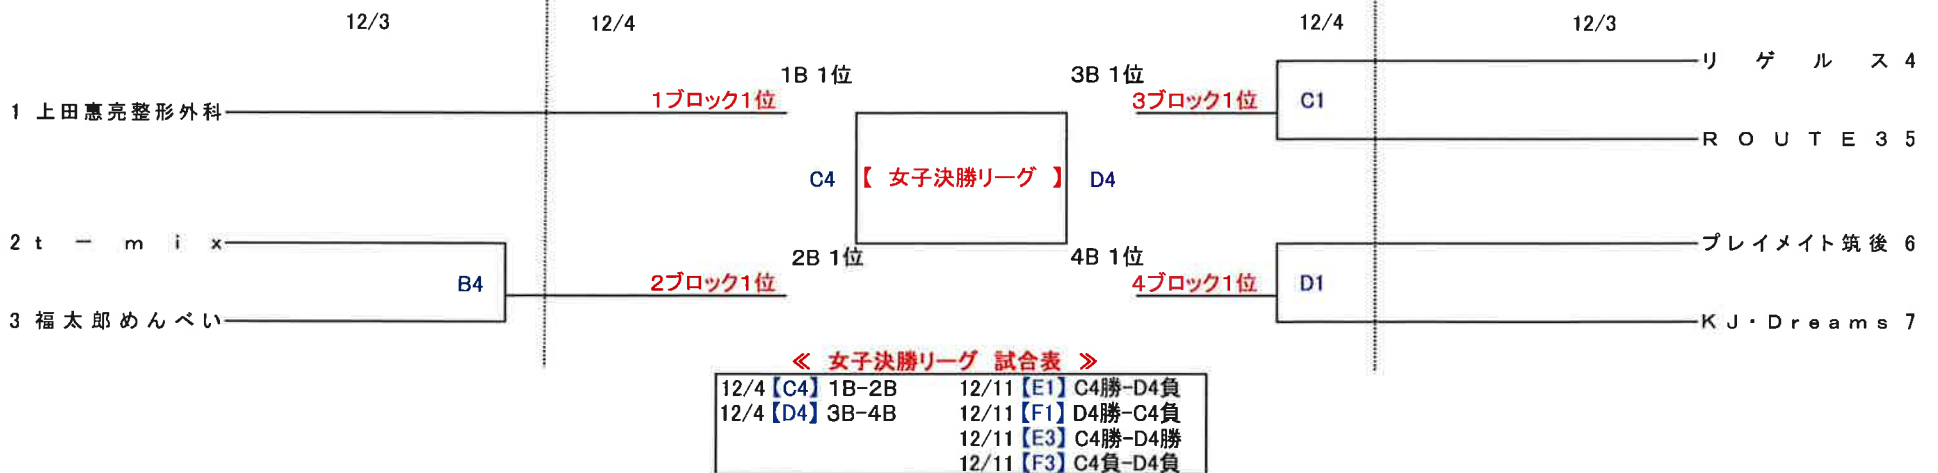 12/3 12/4 12/4 12/3
リゲルス 4
1B 1位 3B 1位
1ブロック1位 3ブロック1位 C1
1 上田惠亮整形外科
ROUTE3 5
C4 【 女子決勝リーグ 】 D4
2 t-mix プレイメイト筑後 6
2B 1位 4B 1位
B4 2ブロック1位 4ブロック1位 D1
3 福太郎めんべい KJ・Dreams 7
≪ 女子決勝リーグ 試合表 ≫
12/4【C4】1B-2B 12/11【E1】C4勝-D4負
12/4【D4】3B-4B 12/11【F1】D4勝-C4負
12/11【E3】C4勝-D4勝
12/11【F3】C4負-D4負